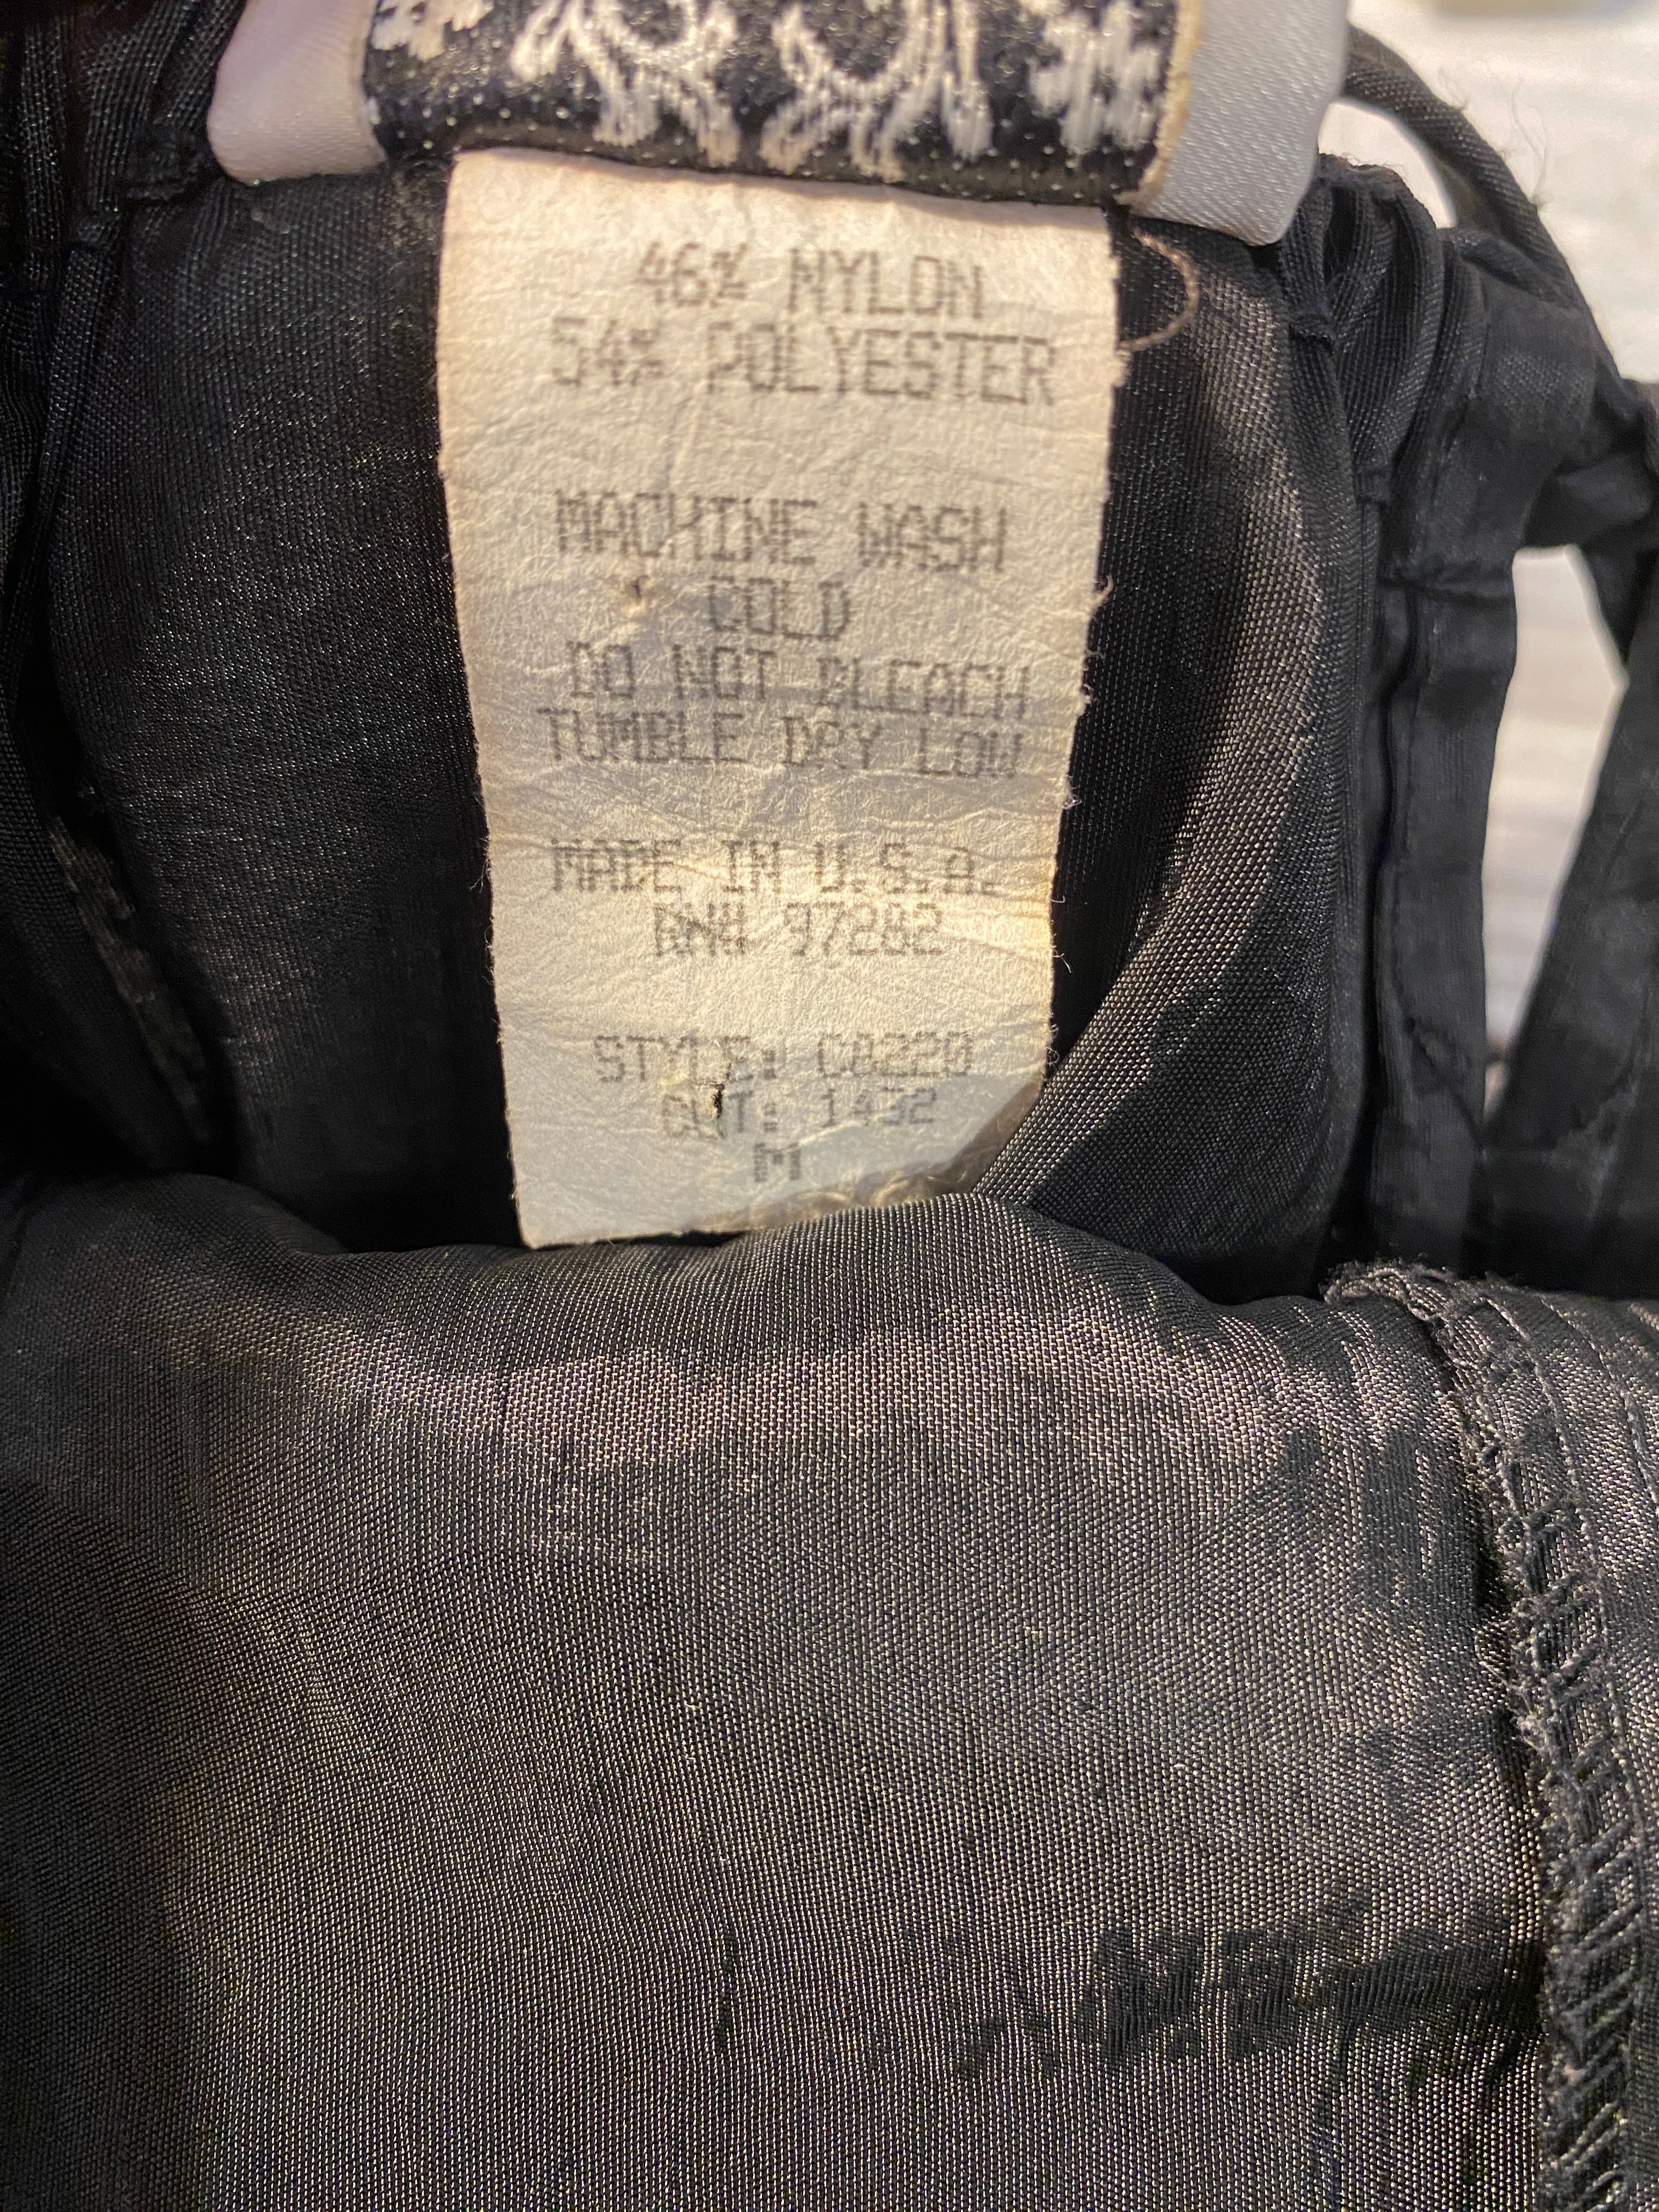 46% NYLON
54% POLYESTER
MACHINE WASH
COLD
DO NOT BLEACH
TUMBLE DRY LOW
MADE IN U.S.A.
RN# 97282
STYLE: C8220
CUT: 1432
M